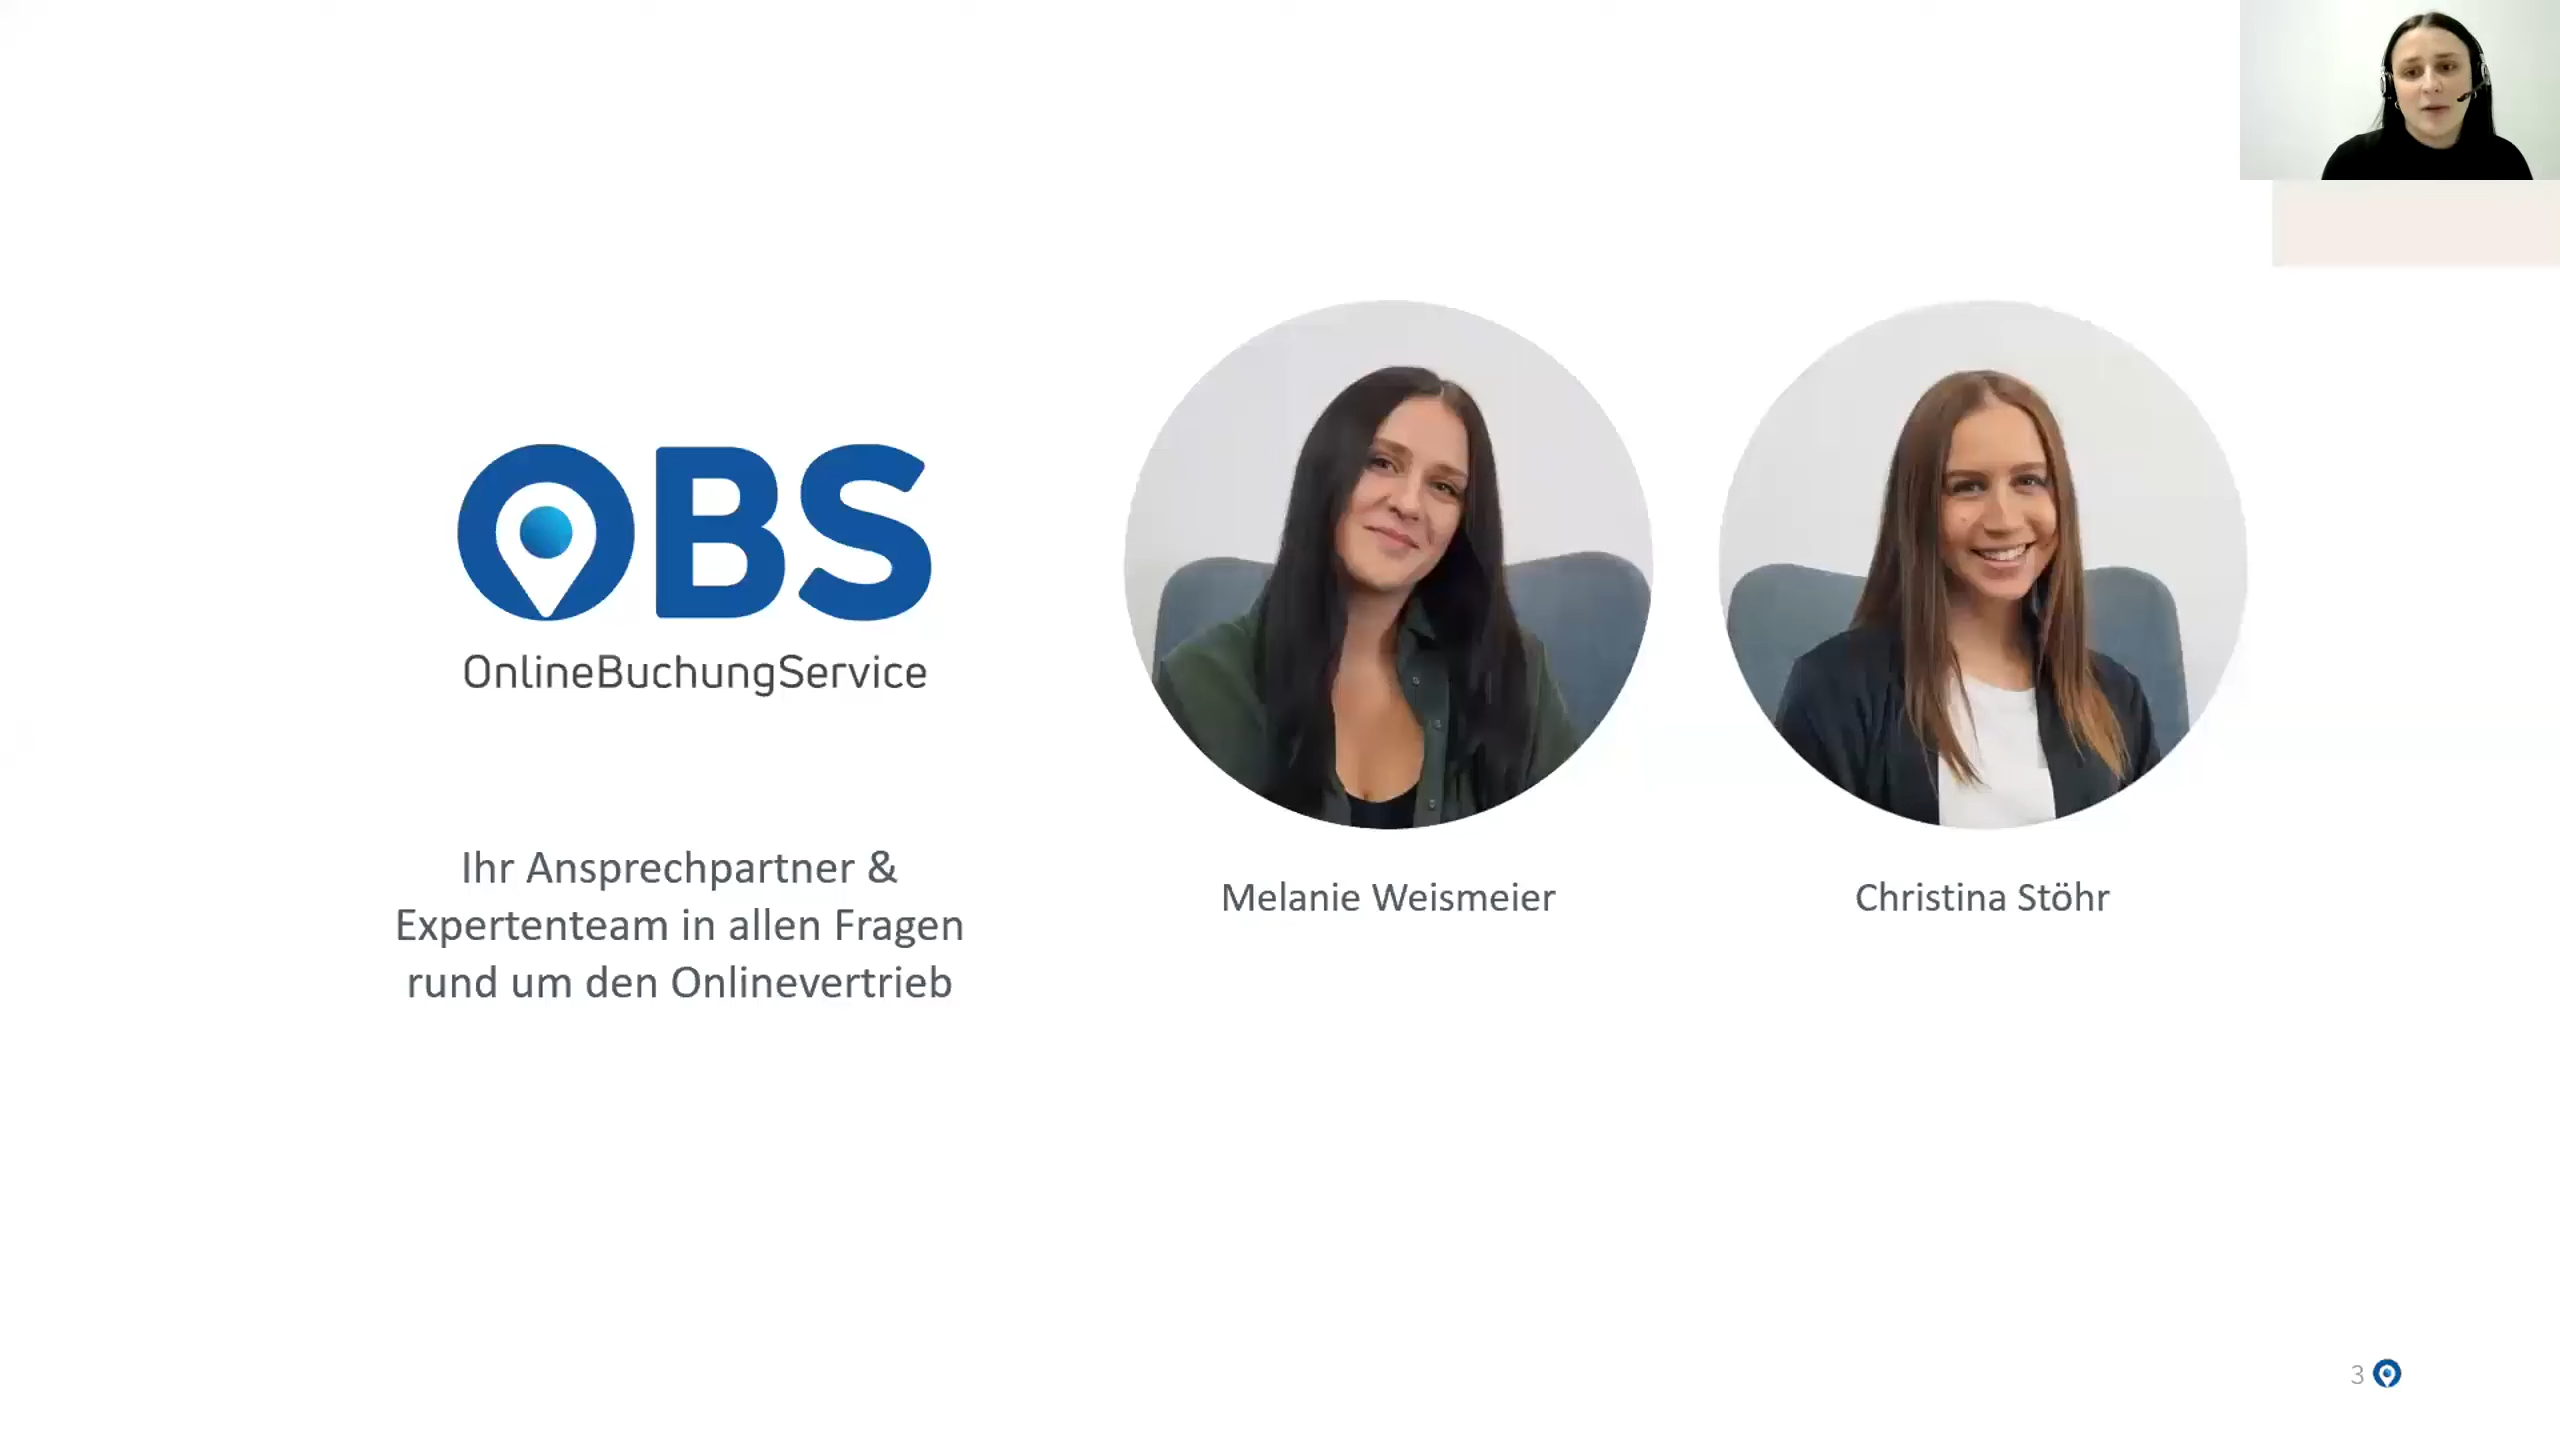 OBS
OnlineBuchungService
Ihr Ansprechpartner &
Expertenteam in allen Fragen
rund um den Onlinevertrieb
Melanie Weismeier
Christina Stöhr
3